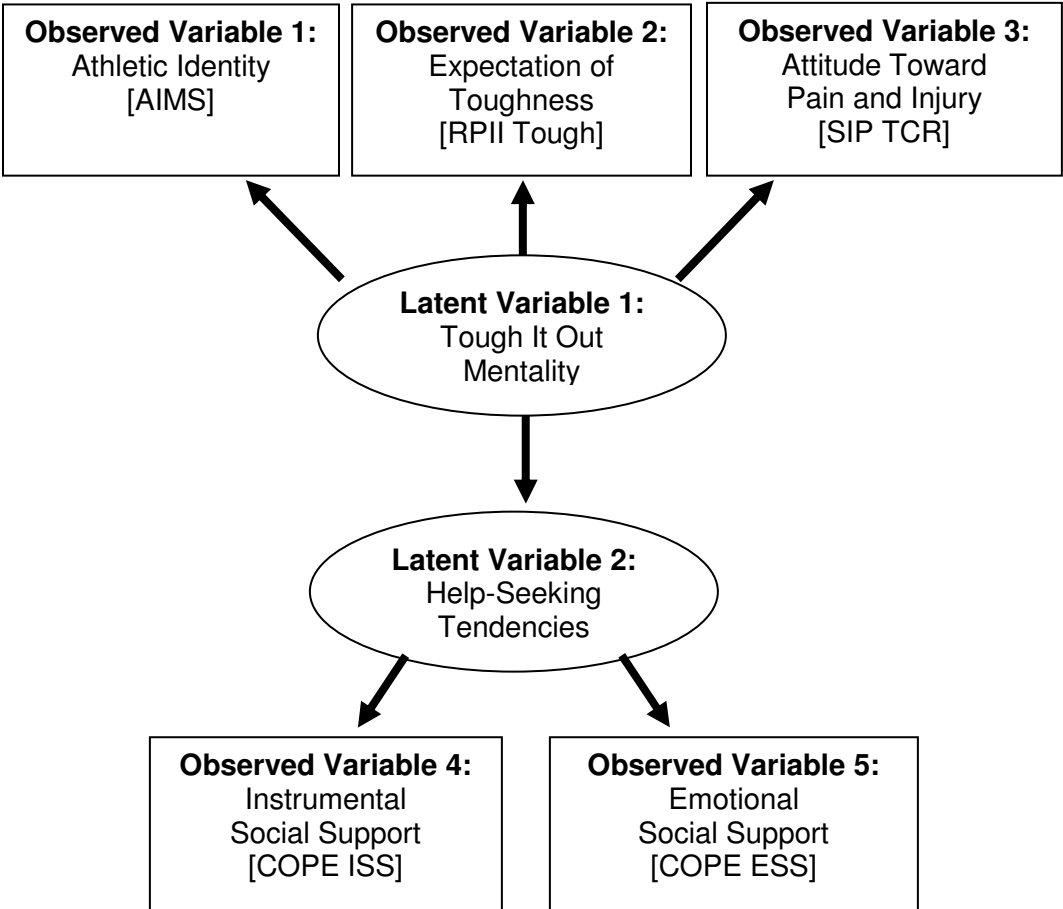 Observed Variable 1:
Athletic Identity
[AIMS]
Observed Variable 2:
Expectation of
Toughness
[RPII Tough]
Observed Variable 3:
Attitude Toward
Pain and Injury
[SIP TCR]
Latent Variable 1:
Tough It Out
Mentality
Latent Variable 2:
Help-Seeking
Tendencies
Observed Variable 4:
Instrumental
Social Support
[COPE ISS]
Observed Variable 5:
Emotional
Social Support
[COPE ESS]